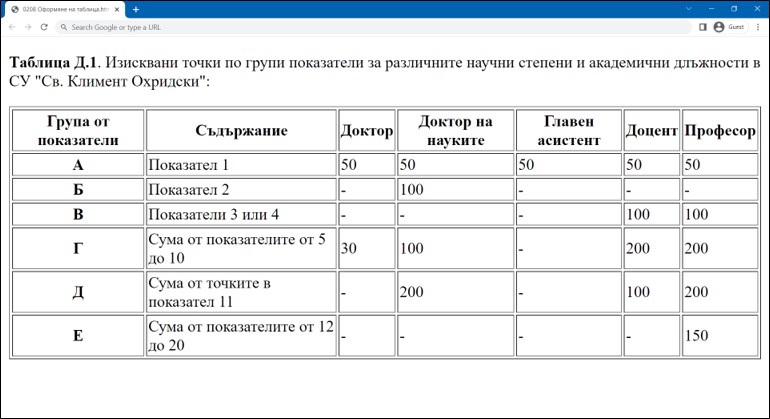 0208 Оформяне на таблица.htm
Search Google or type a URL
Guest
Таблица Д.1. Изисквани точки по групи показатели за различните научни степени и академични длъжности в
СУ "Св. Климент Охридски":
Група от показатели Съдържание Доктор Доктор на науките Главен асистент Доцент Професор
А Показател 1 50 50 50 50 50
Б Показател 2 - 100 - - -
В Показатели 3 или 4 - - - 100 100
Г Сума от показателите от 5 до 10 30 100 - 200 200
Д Сума от точките в показател 11 - 200 - 100 200
Е Сума от показателите от 12 до 20 - - - - 150